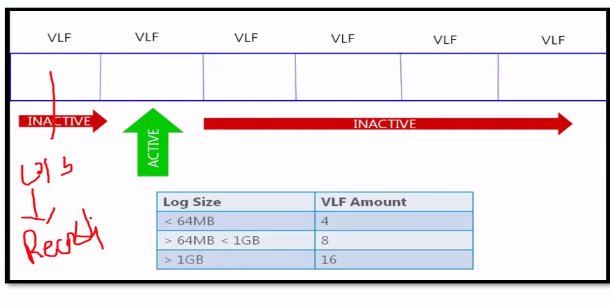 VLF VLF VLF VLF VLF VLF
INACTIVE
ACTIVE
INACTIVE
Log Size VLF Amount
< 64MB 4
> 64MB < 1GB 8
> 1GB 16